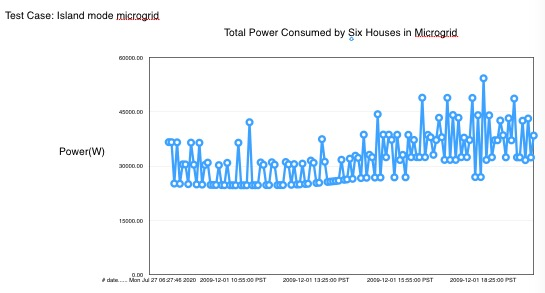 Test Case: Island mode microgrid
Total Power Consumed by Six Houses in Microgrid
60000.00
45000.00
Power(W)
30000.00
15000.00
0.00
# date...... Mon Jul 27 06:27:46 2020 2009-12-01 10:55:00 PST 2009-12-01 13:25:00 PST 2009-12-01 15:55:00 PST 2009-12-01 18:25:00 PST